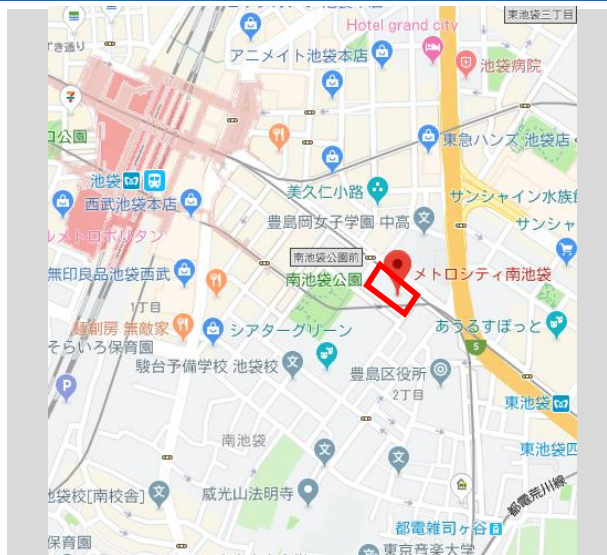 東池袋三丁目
Hotel grand city
アニメイト池袋本店
池袋病院
東急ハンズ 池袋店
口公園
池袋
西武池袋本店
美久仁小路
サンシャイン水族館
豊島岡女子学園 中高
サンシャ
ルメトロポリタン
南池袋公園前
メトロシティ南池袋
無印良品池袋西武
南池袋公園
1丁目
麺創房 無敵家
シアターグリーン
あうるすぽっと
そらいろ保育園
5
駿台予備学校 池袋校
豊島区役所
2丁目
P
東池袋
南池袋
東池袋四
池袋校[南校舎]
威光山法明寺
都電荒川線
都電雑司ヶ谷
保育園
東京音楽大学